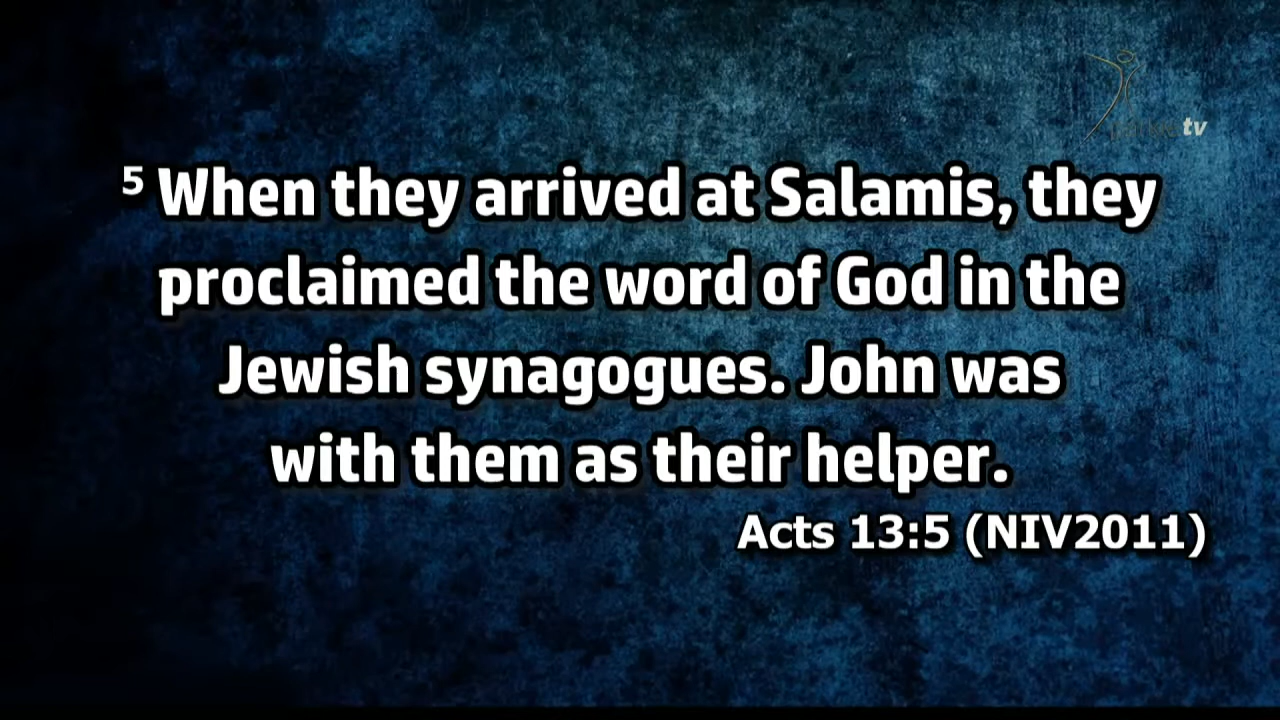 tv
⁵ When they arrived at Salamis, they
proclaimed the word of God in the
Jewish synagogues. John was
with them as their helper.
Acts 13:5 (NIV2011)